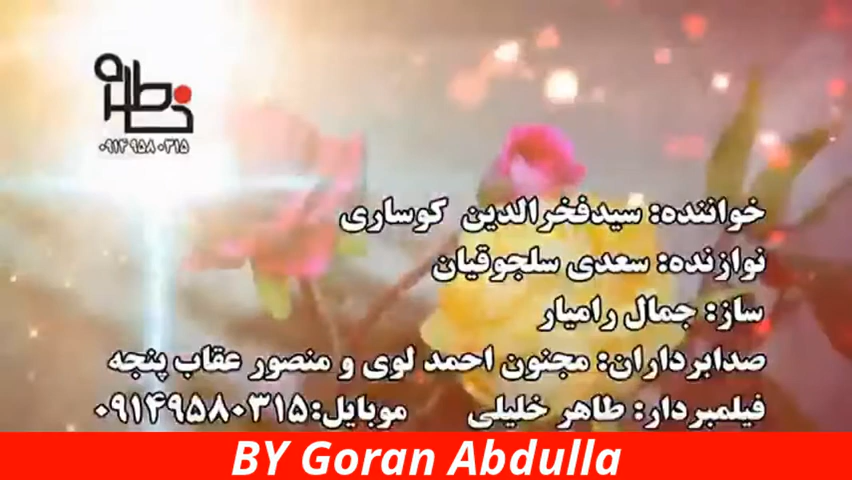 خاطره
۰۹۱۴ ۹۵۸ ۰۳۱۵
خواننده: سیدفخرالدین کوساری
نوازنده: سعدی سلجوقیان
ساز: جمال رامیار
صدابرداران: مجنون احمد لوی و منصور عقاب پنجه
فیلمبردار: طاهر خلیلی موبایل:۰۹۱۴۹۵۸۰۳۱۵
BY Goran Abdulla